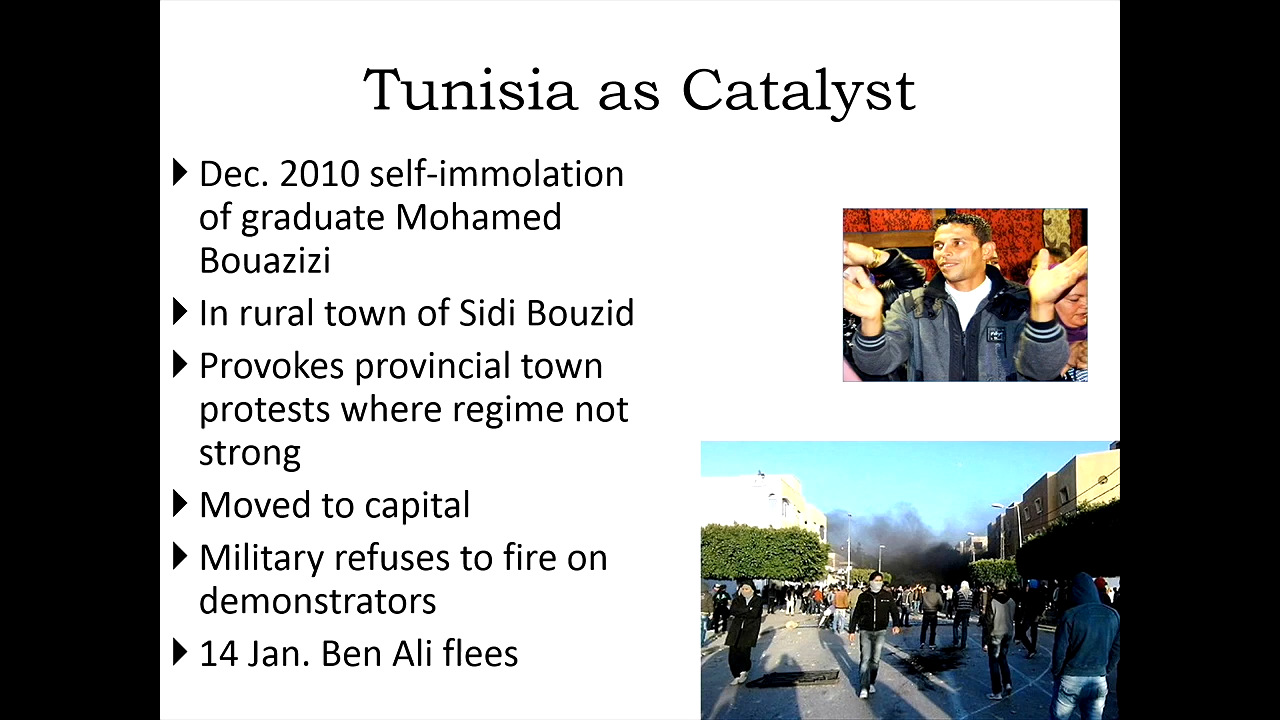 Tunisia as Catalyst
Dec. 2010 self-immolation
of graduate Mohamed
Bouazizi
In rural town of Sidi Bouzid
Provokes provincial town
protests where regime not
strong
Moved to capital
Military refuses to fire on
demonstrators
14 Jan. Ben Ali flees